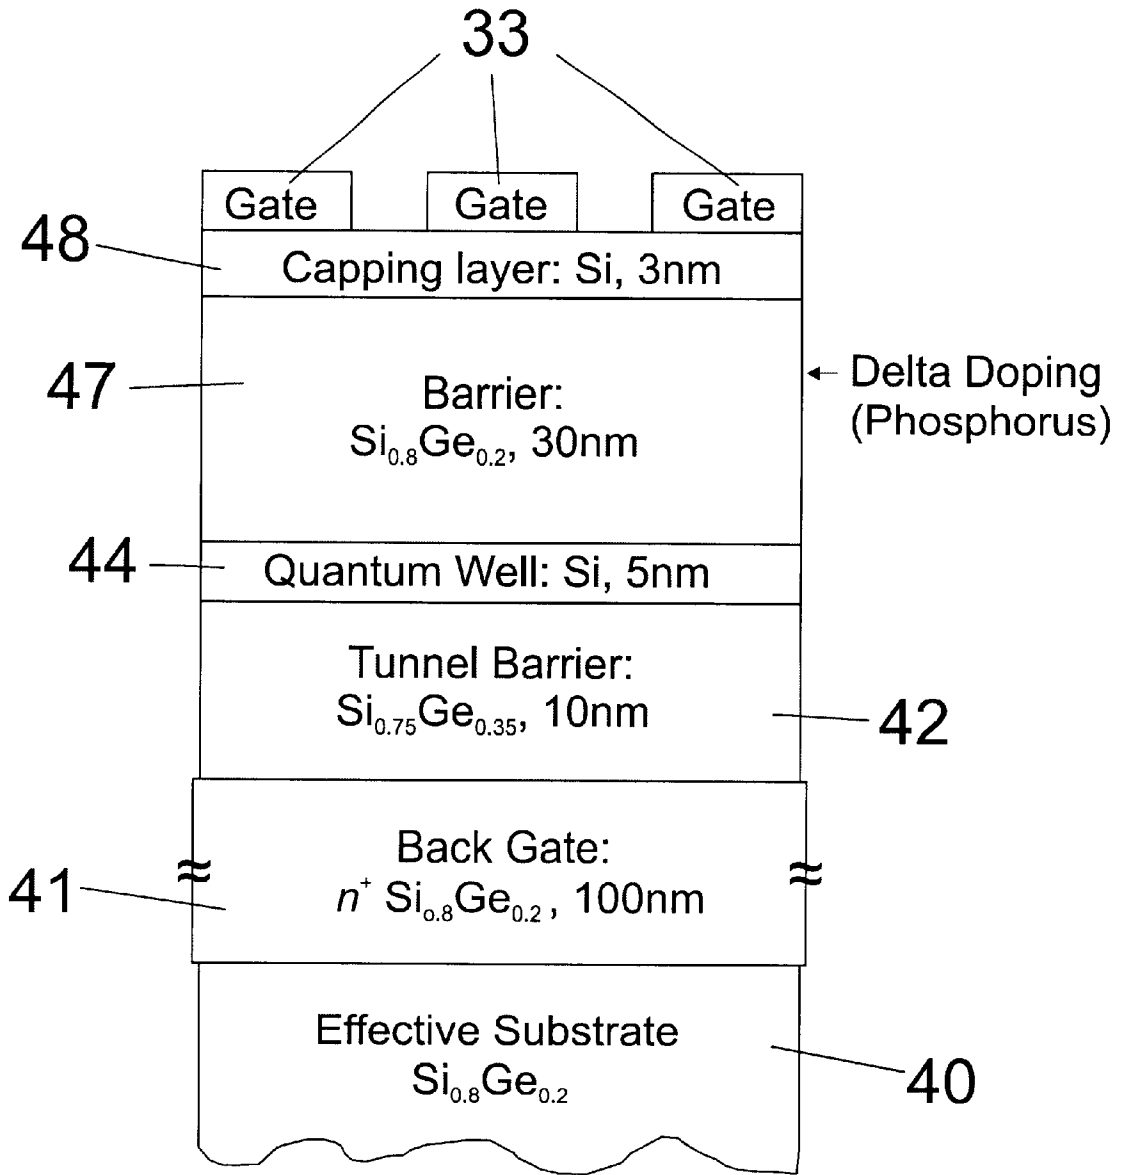 33
Gate Gate Gate
48
Capping layer: Si, 3nm
47
Barrier:
Si0.8Ge0.2, 30nm
Delta Doping
(Phosphorus)
44
Quantum Well: Si, 5nm
Tunnel Barrier:
Si0.75Ge0.35, 10nm
42
Back Gate:
n+ Sio.8Ge0.2 , 100nm
41
Effective Substrate
Si0.8Ge0.2
40